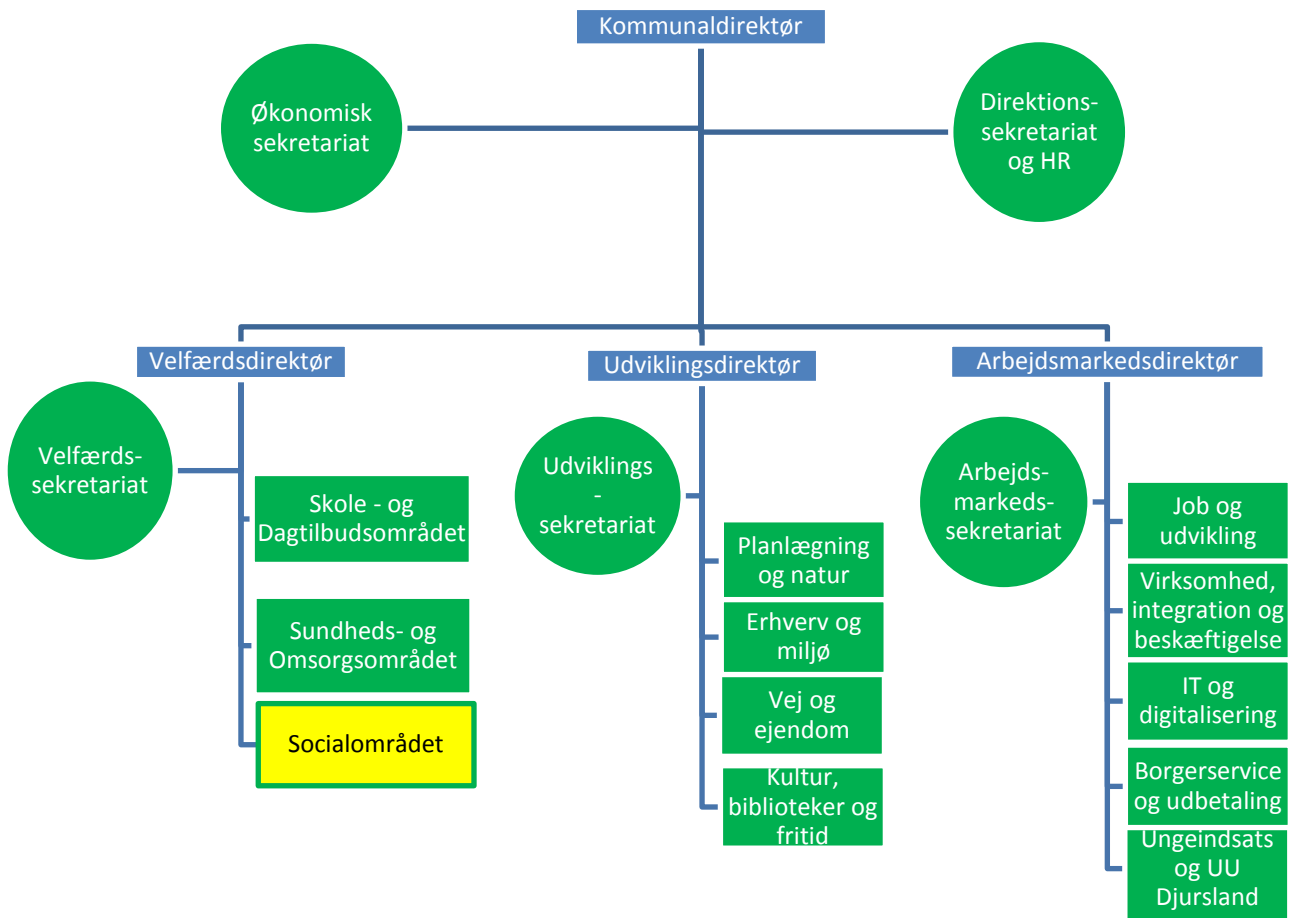 Kommunaldirektør
Økonomisk
sekretariat
Direktions-
sekretariat
og HR
Velfærdsdirektør
Velfærds-
sekretariat
Skole - og
Dagtilbudsområdet
Sundheds- og
Omsorgsområdet
Socialområdet
Udviklingsdirektør
Udviklings
-
sekretariat
Planlægning
og natur
Erhverv og
miljø
Vej og
ejendom
Kultur,
biblioteker og
fritid
Arbejdsmarkedsdirektør
Arbejds-
markeds-
sekretariat
Job og
udvikling
Virksomhed,
integration og
beskæftigelse
IT og
digitalisering
Borgerservice
og udbetaling
Ungeindsats
og UU
Djursland